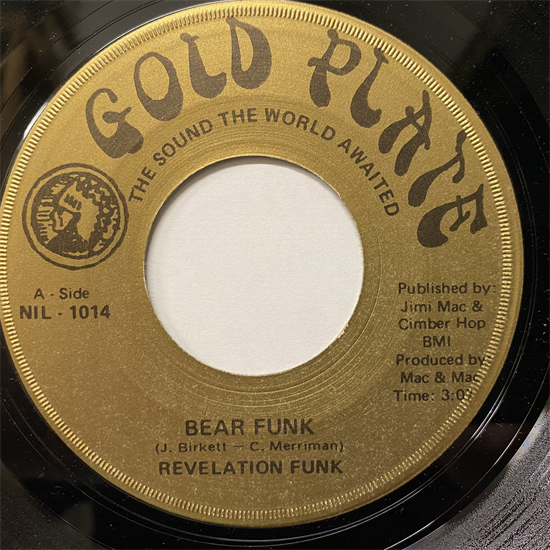 GOLD PLATE
THE SOUND THE WORLD AWAITED
A - Side
NIL - 1014
Published by:
Jimi Mac &
Cimber Hop
BMI
Produced by
Mac & Mac
Time:
BEAR FUNK
(J. Birkett — C. Merriman)
REVELATION FUNK